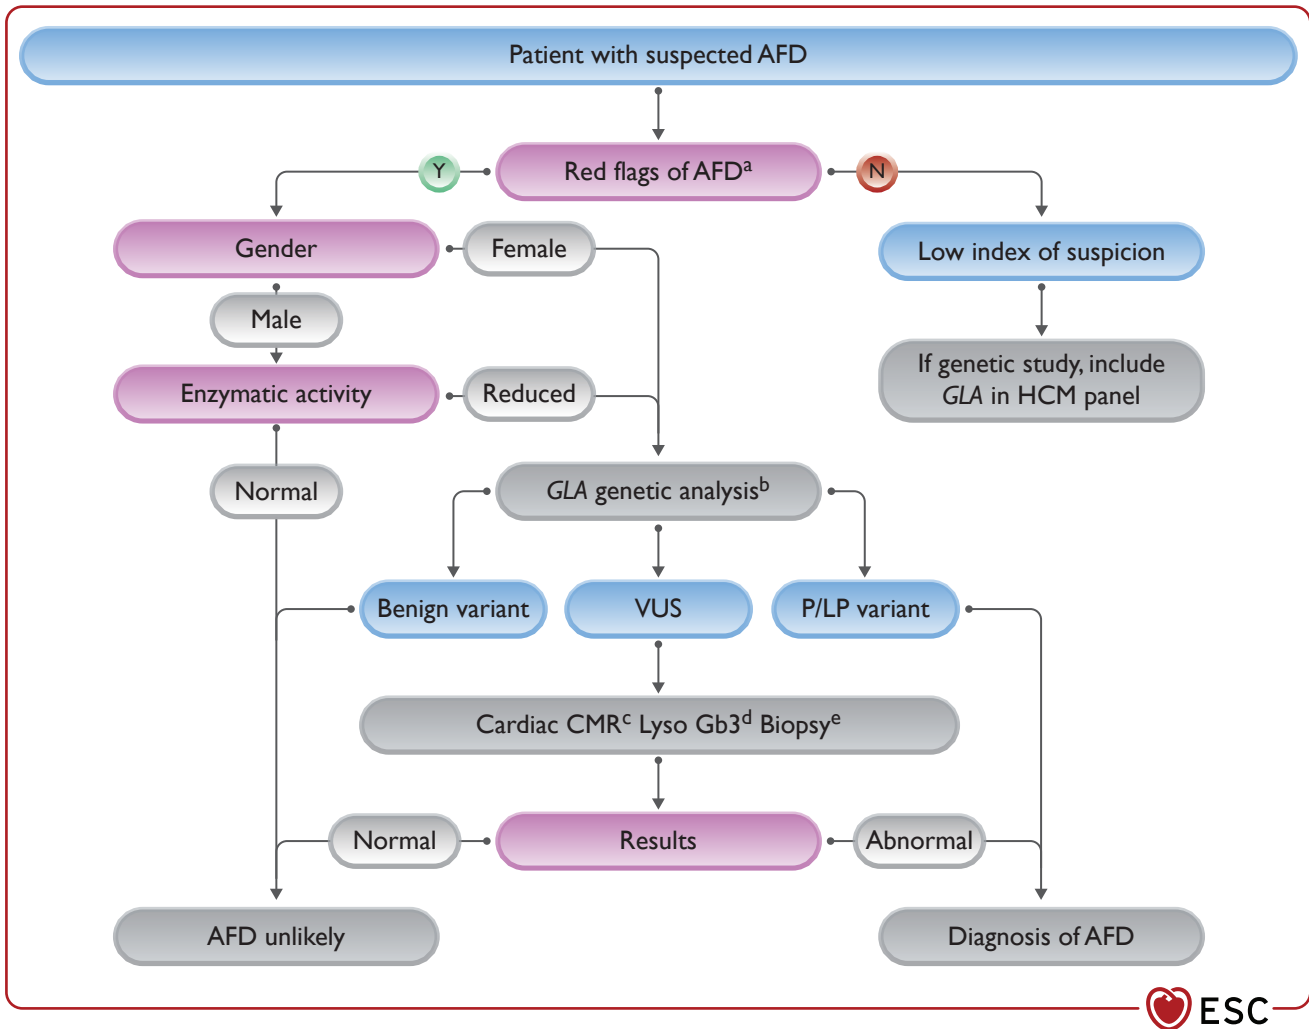 Patient with suspected AFD
Y
Red flags of AFDa
N
Gender
Female
Low index of suspicion
Male
If genetic study, include
GLA in HCM panel
Enzymatic activity
Reduced
Normal
GLA genetic analysisb
Benign variant
VUS
P/LP variant
Cardiac CMRc Lyso Gb3d Biopsye
Normal
Results
Abnormal
AFD unlikely
Diagnosis of AFD
ESC